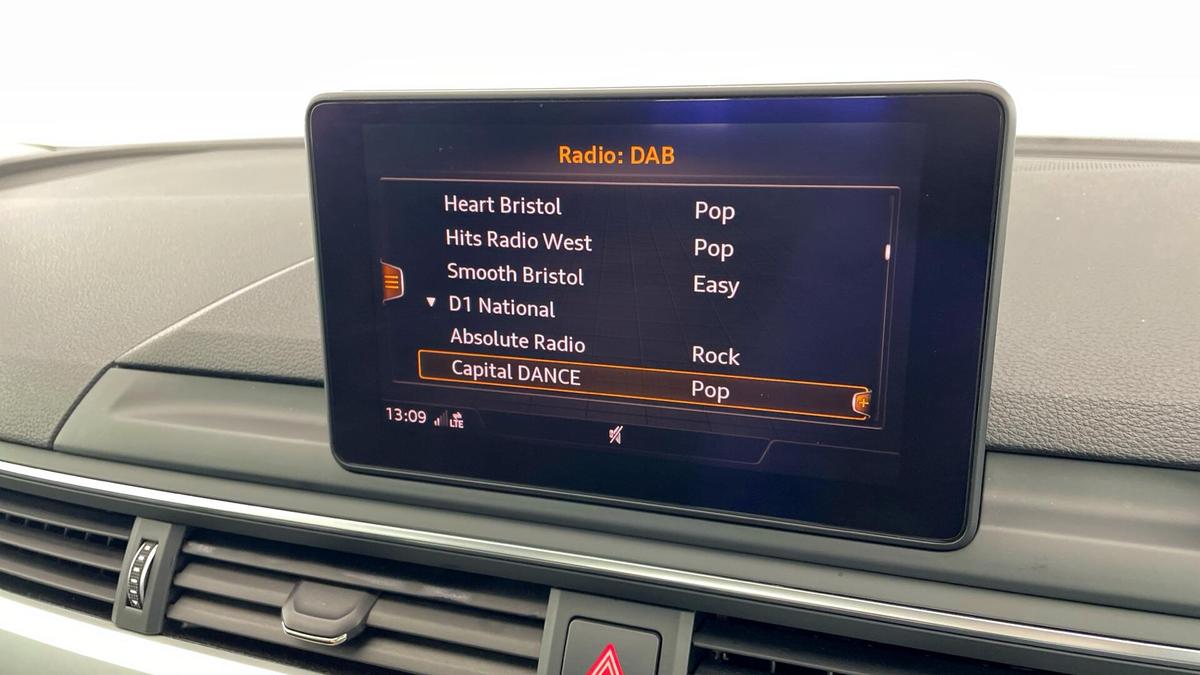 Radio: DAB
Heart Bristol Pop
Hits Radio West Pop
Smooth Bristol Easy
D1 National
Absolute Radio Rock
Capital DANCE Pop
13:09 LTE